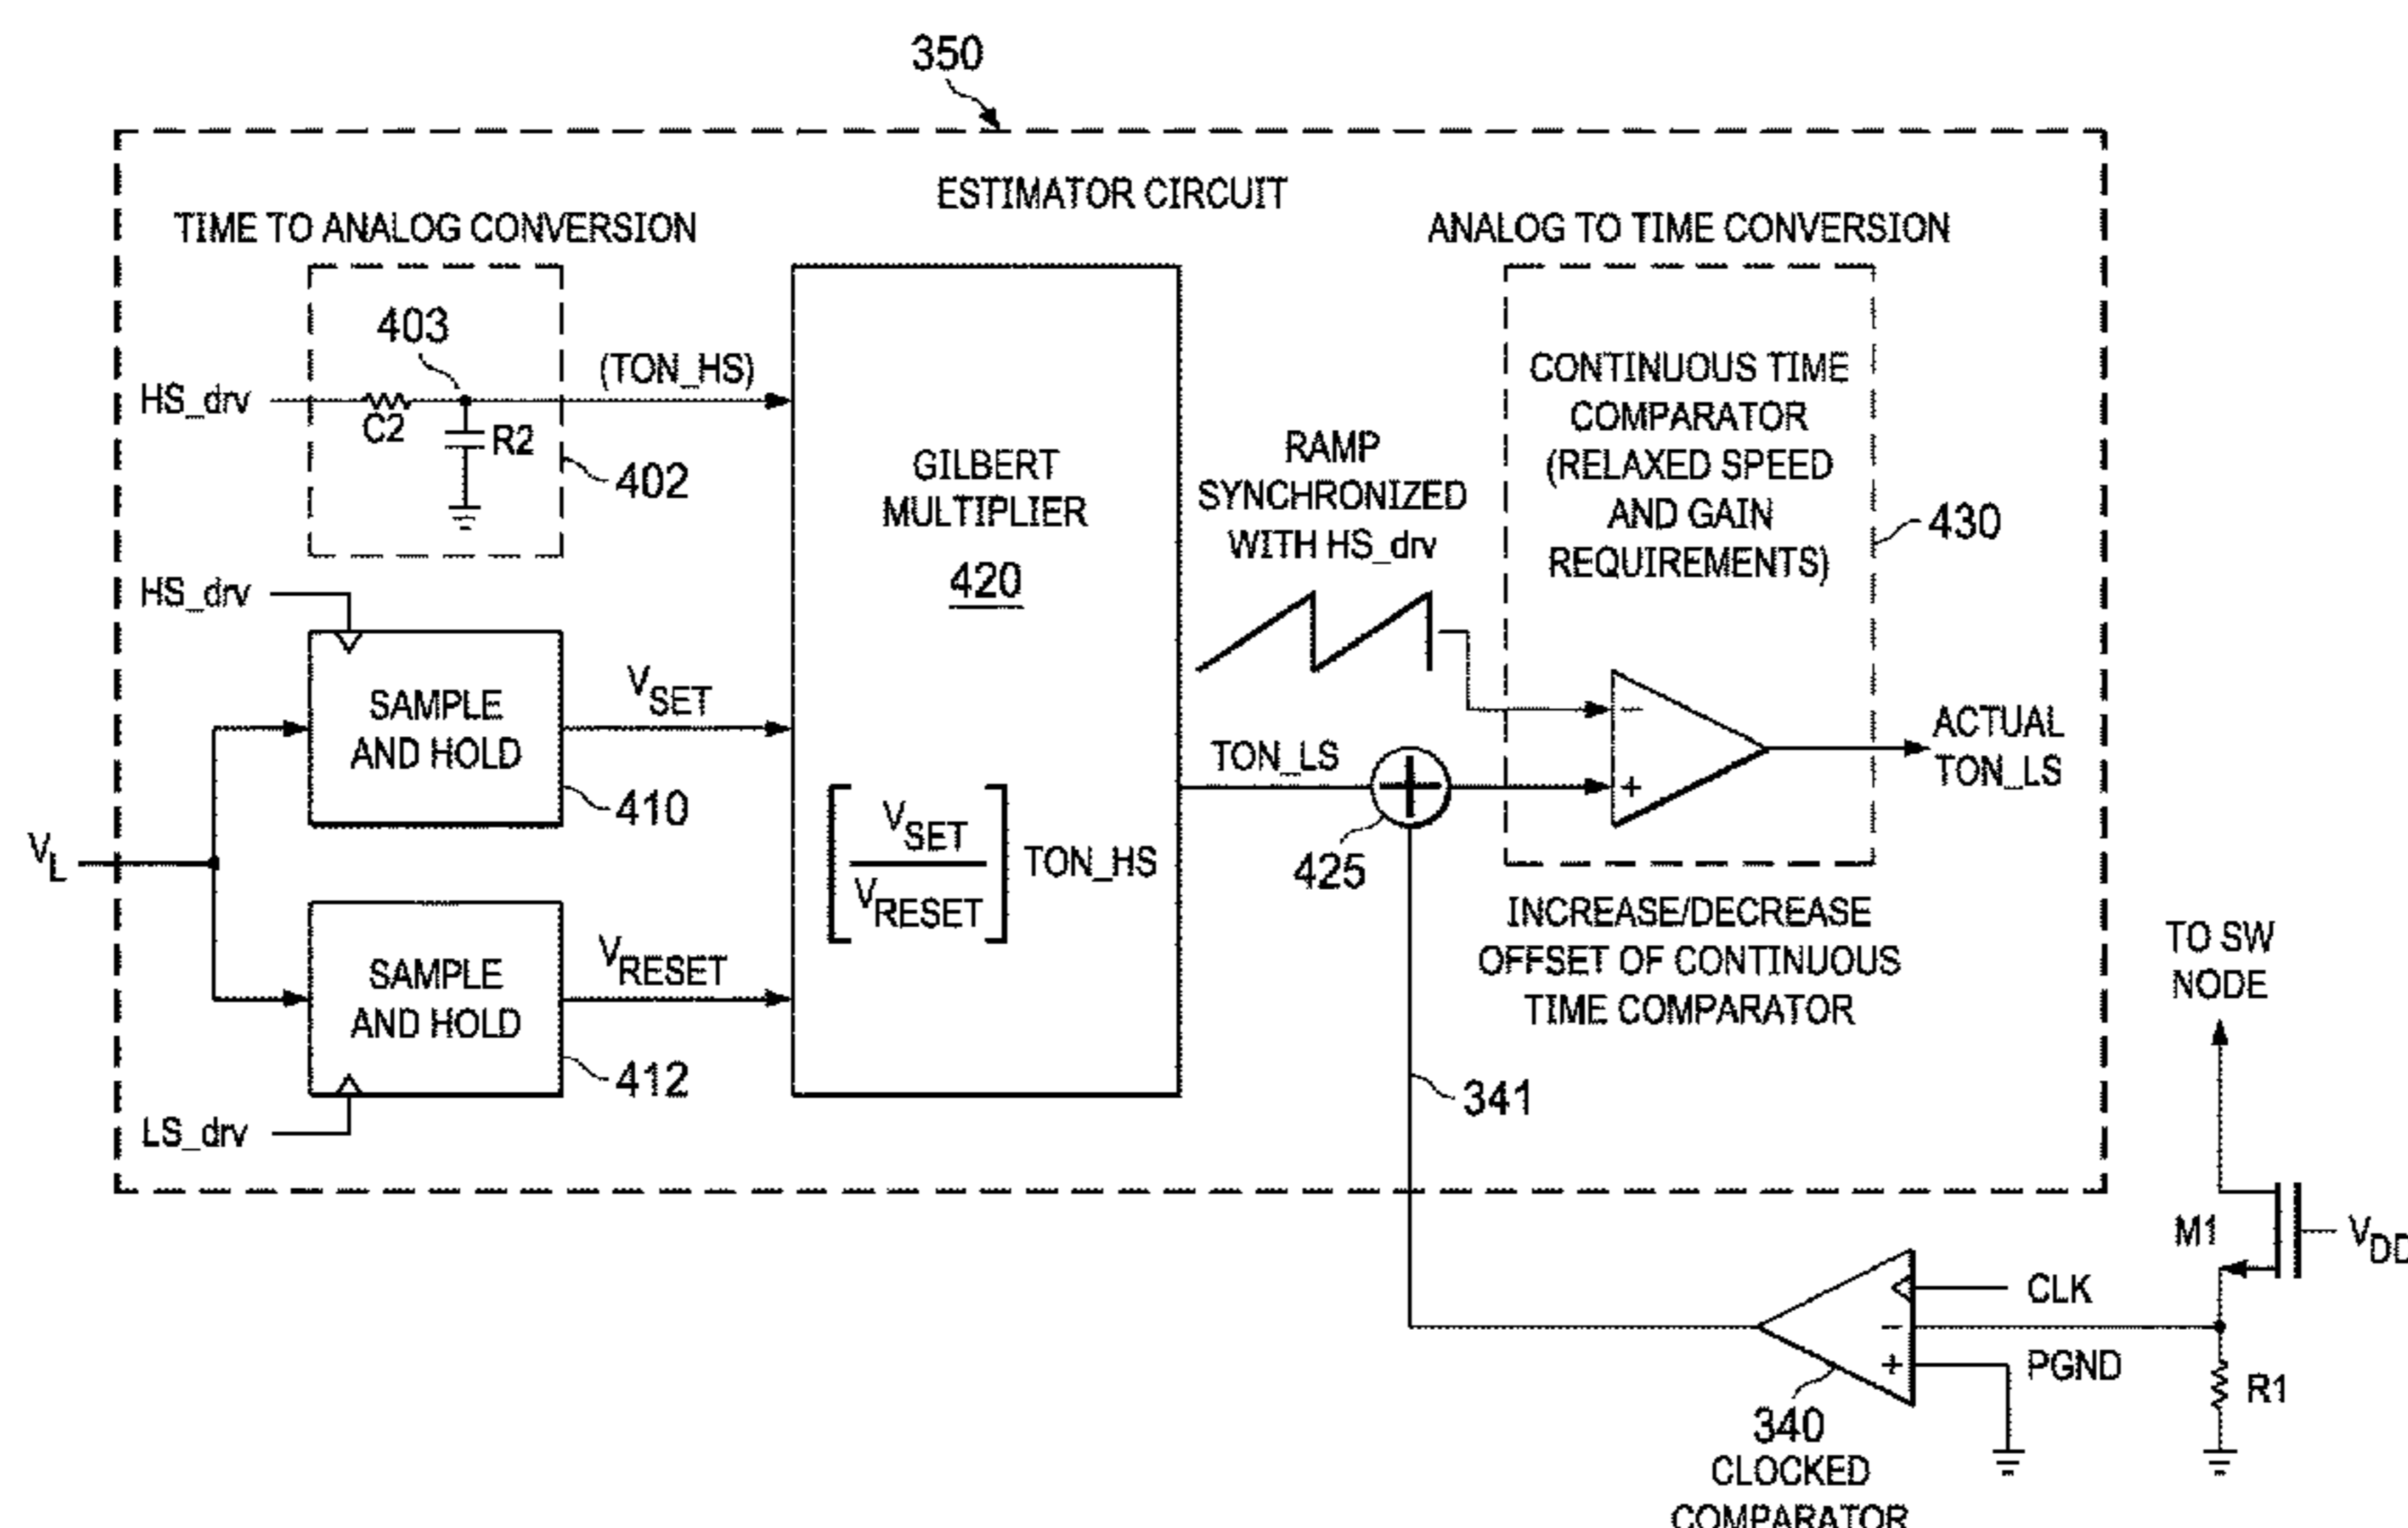 350
ESTIMATOR CIRCUIT
TIME TO ANALOG CONVERSION
ANALOG TO TIME CONVERSION
403
(TON_HS)
HS_drv
C2
R2
402
CONTINUOUS TIME
COMPARATOR
(RELAXED SPEED
AND GAIN
REQUIREMENTS)
430
GILBERT
MULTIPLIER
420
RAMP
SYNCHRONIZED
WITH HS_drv
HS_drv
SAMPLE
AND HOLD
410
VSET
VL
SAMPLE
AND HOLD
412
VRESET
LS_drv
VSET
VRESET
TON_HS
TON_LS
+
425
−
+
ACTUAL
TON_LS
INCREASE/DECREASE
OFFSET OF CONTINUOUS
TIME COMPARATOR
341
TO SW
NODE
M1
VDD
CLK
−
+
PGND
R1
340
CLOCKED
COMPARATOR